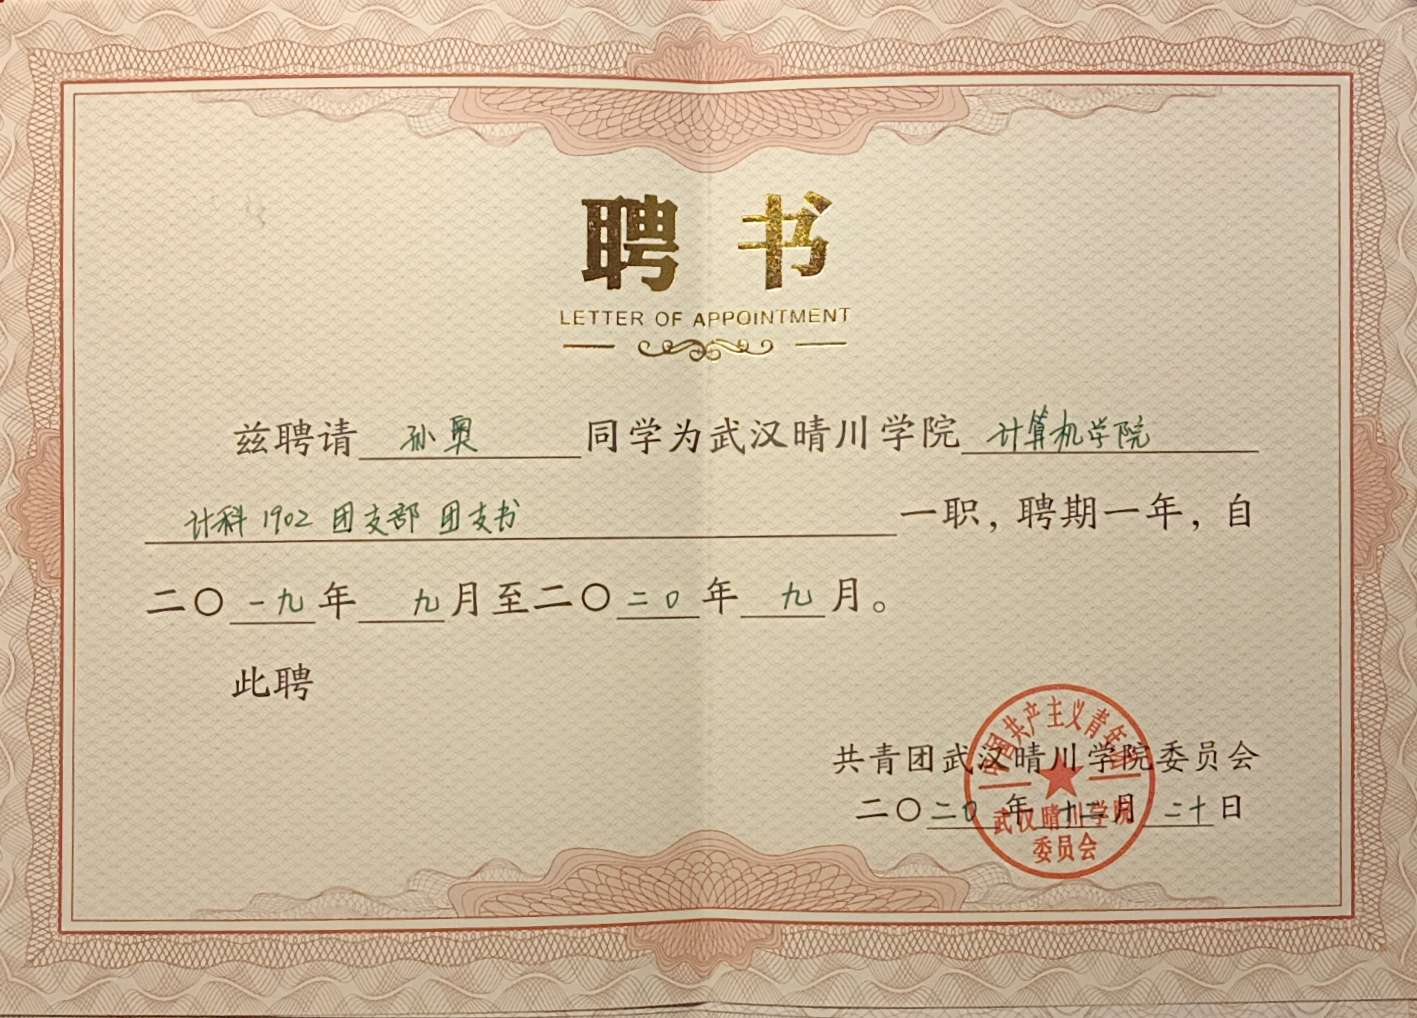 聘书
LETTER OF APPOINTMENT
兹聘请 孙奥 同学为武汉晴川学院 计算机学院
计科1902 团支部 团支书 一职，聘期一年，自
二〇一九年 九月至二〇二〇年 九月。
此聘
共青团武汉晴川学院委员会
二〇二〇年十二月二十日
中国共产主义青年团
武汉晴川学院
委员会